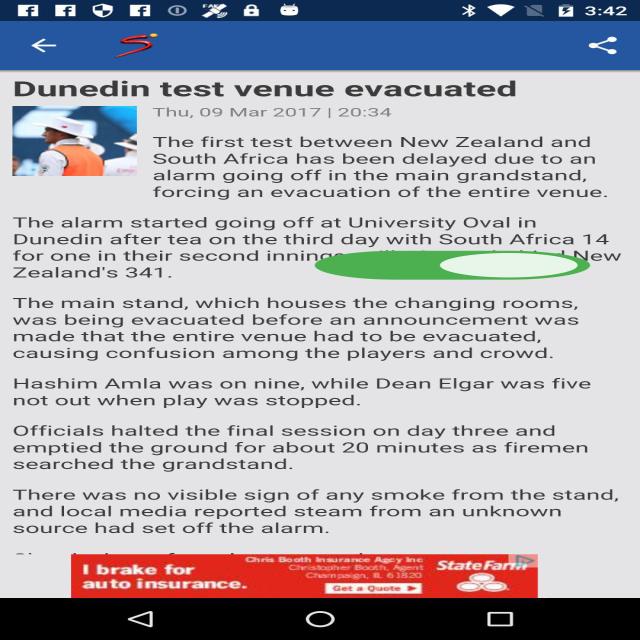 3:42
Dunedin test venue evacuated
Thu, 09 Mar 2017 | 20:34
The first test between New Zealand and
South Africa has been delayed due to an
alarm going off in the main grandstand,
forcing an evacuation of the entire venue.
The alarm started going off at University Oval in
Dunedin after tea on the third day with South Africa 14
for one in their second innings New
Zealand's 341.
The main stand, which houses the changing rooms,
was being evacuated before an announcement was
made that the entire venue had to be evacuated,
causing confusion among the players and crowd.
Hashim Amla was on nine, while Dean Elgar was five
not out when play was stopped.
Officials halted the final session on day three and
emptied the ground for about 20 minutes as firemen
searched the grandstand.
There was no visible sign of any smoke from the stand,
and local media reported steam from an unknown
source had set off the alarm.
I brake for
auto insurance.
Chris Booth Insurance Agcy Inc
Christopher Booth, Agent
Champaign, IL 61820
Get a Quote
StateFarm